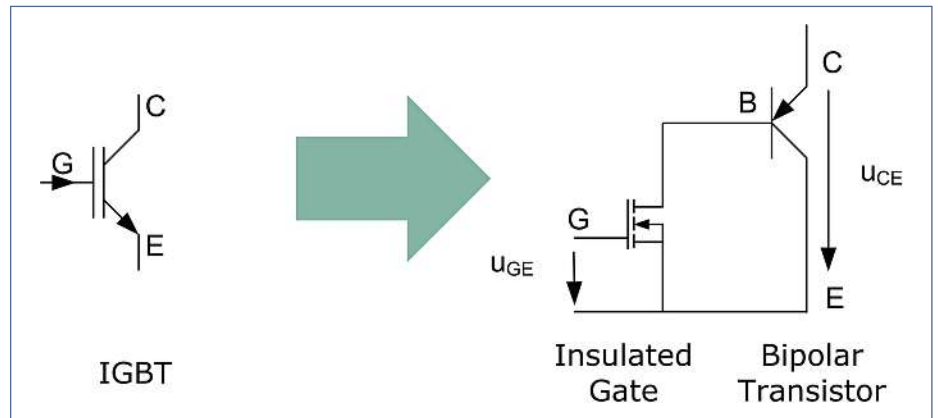 C
G
E
IGBT
C
B
G
uGE
uCE
E
Insulated
Gate
Bipolar
Transistor